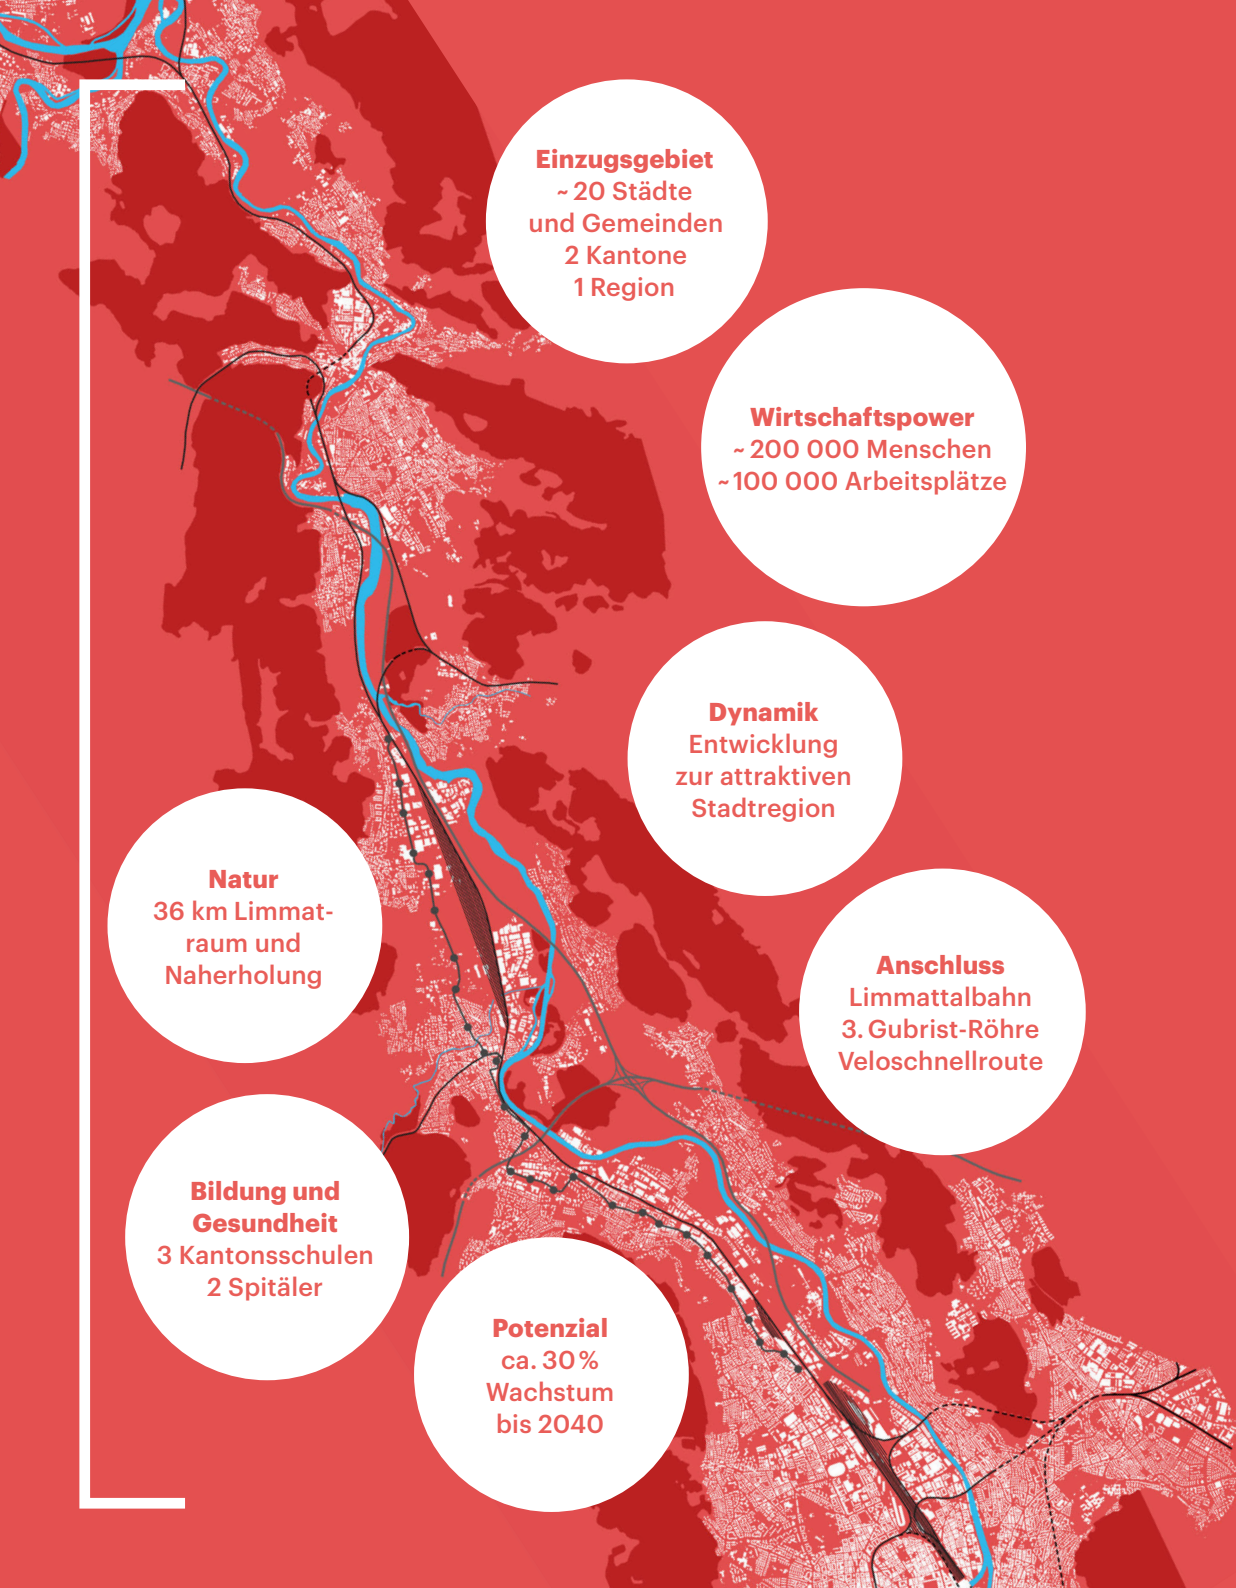 Einzugsgebiet
~ 20 Städte
und Gemeinden
2 Kantone
1 Region
Wirtschaftspower
~ 200 000 Menschen
~ 100 000 Arbeitsplätze
Dynamik
Entwicklung
zur attraktiven
Stadtregion
Natur
36 km Limmat-
raum und
Naherholung
Anschluss
Limmattalbahn
3. Gubrist-Röhre
Veloschnellroute
Bildung und
Gesundheit
3 Kantonsschulen
2 Spitäler
Potenzial
ca. 30 %
Wachstum
bis 2040